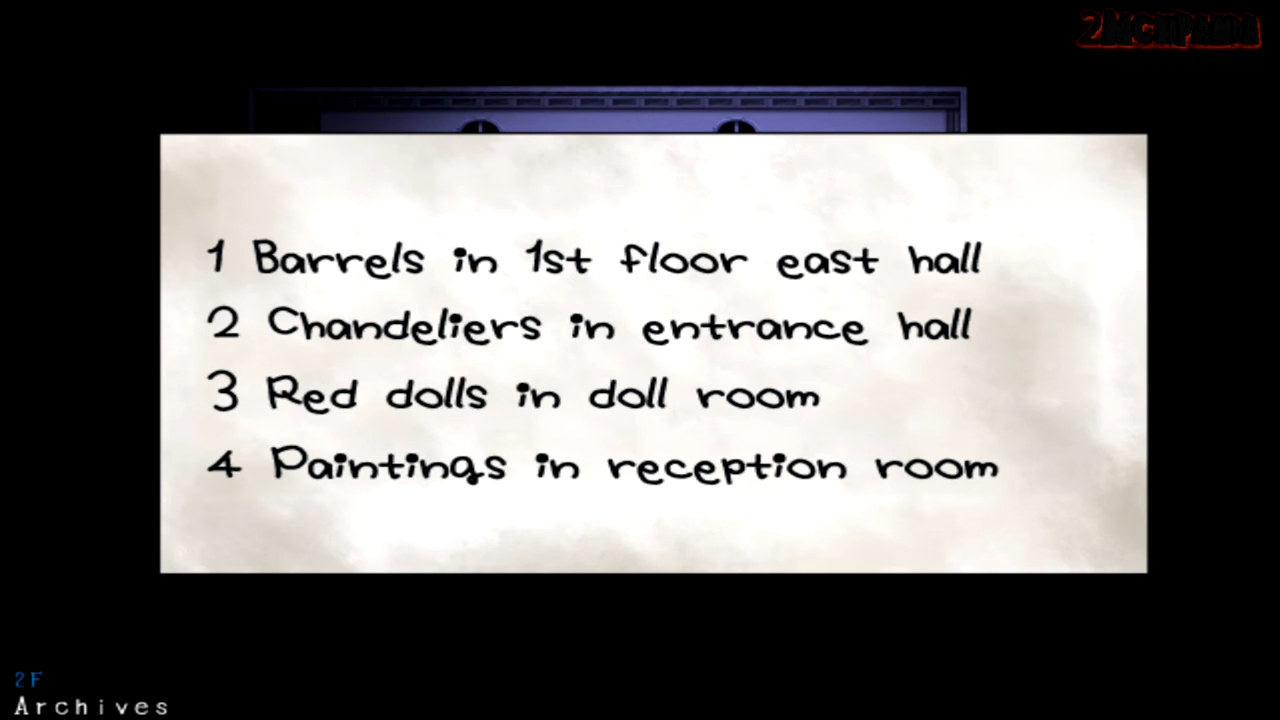 2MCHPANDA
1 Barrels in 1st floor east hall
2 Chandeliers in entrance hall
3 Red dolls in doll room
4 Paintings in reception room
2F
Archives